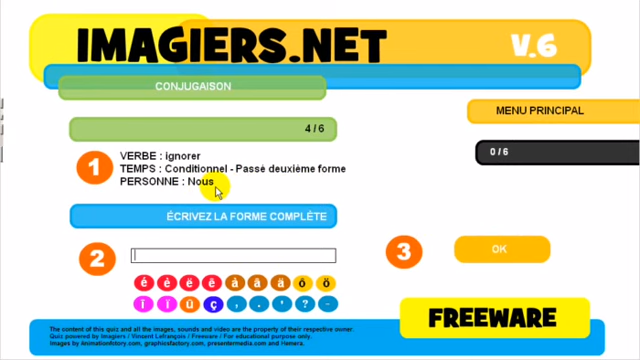 IMAGIERS.NET
V.6
CONJUGAISON
MENU PRINCIPAL
4 / 6
0 / 6
1
VERBE : ignorer
TEMPS : Conditionnel - Passé deuxième forme
PERSONNE : Nous
ÉCRIVEZ LA FORME COMPLÈTE
2
3
OK
à â ä ô ö
ç , . ' ? -
FREEWARE
The content of this quiz and all the images, sounds and video are the property of their respective owner.
Quiz powered by Imagiers / Vincent Lefrançois / Freeware / For educational purpose only.
Images by Animationfactory.com, graphicsfactory.com, presentermedia.com and Hemera.